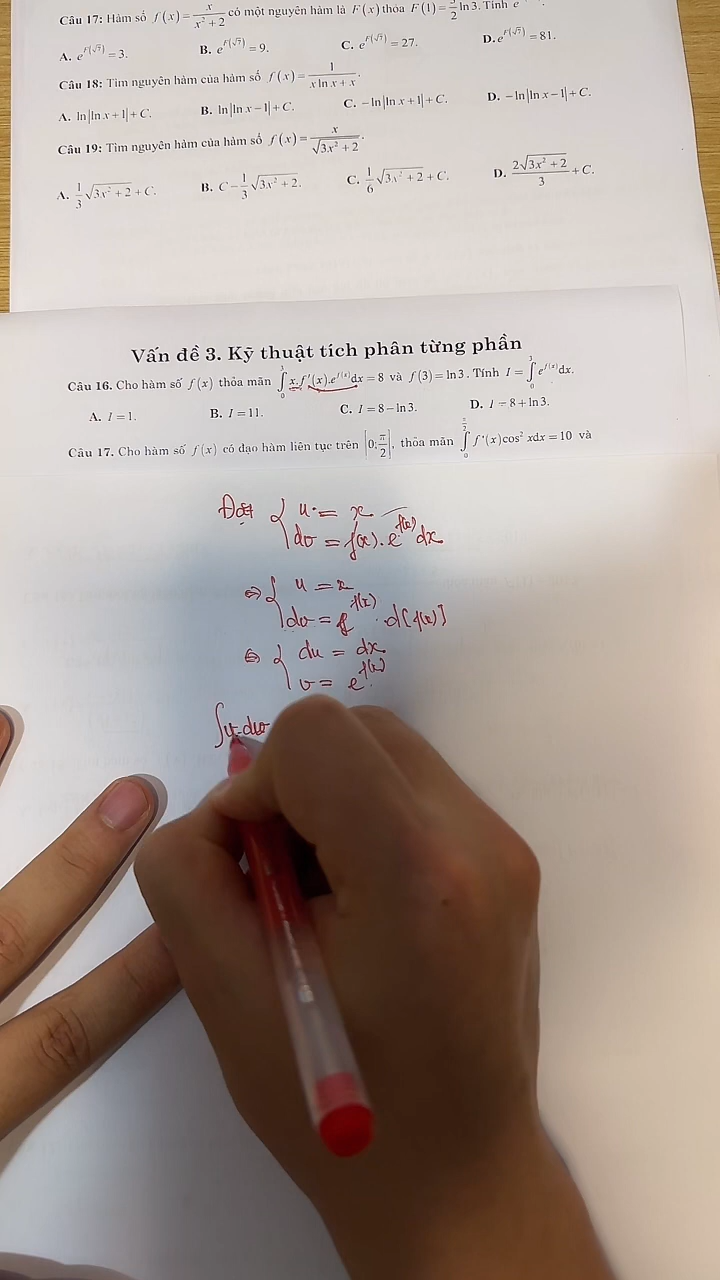 Câu 17: Hàm số f(x) = x/(x² + 2) có một nguyên hàm là F(x) thỏa F(1) = 3/2 ln 3. Tính e
A. e^{F(√7)} = 3. B. e^{F(√7)} = 9. C. e^{F(√7)} = 27. D. e^{F(√7)} = 81.
Câu 18: Tìm nguyên hàm của hàm số f(x) = 1/(x ln x + x).
A. ln|ln x + 1| + C. B. ln|ln x − 1| + C. C. −ln|ln x + 1| + C. D. −ln|ln x − 1| + C.
Câu 19: Tìm nguyên hàm của hàm số f(x) = x/√(3x² + 2).
A. 1/3 √(3x² + 2) + C. B. C − 1/3 √(3x² + 2). C. 1/6 √(3x² + 2) + C. D. 2√(3x² + 2)/3 + C.
Vấn đề 3. Kỹ thuật tích phân từng phần
Câu 16. Cho hàm số f(x) thỏa mãn ∫₀³ x.f'(x).e^{f(x)}dx = 8 và f(3) = ln 3. Tính I = ∫₀³ e^{f(x)}dx.
A. I = 1. B. I = 11. C. I = 8 − ln 3. D. I = 8 + ln 3.
Câu 17. Cho hàm số f(x) có đạo hàm liên tục trên [0; π/2], thỏa mãn ∫₀^{π/2} f'(x)cos² xdx = 10 và
Đặt { u = x
dv = f(x).e^{f(x)} dx
⇔ { u = x
dv = e^{f(x)} . d[f(x)]
⇔ { du = dx
v = e^{f(x)}.
∫u.dv